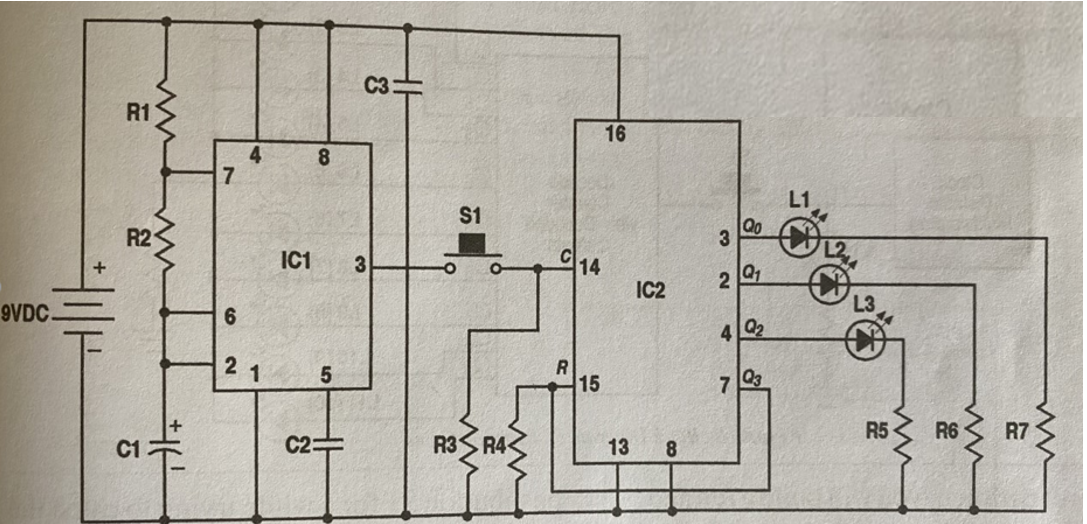 C3
R1
4
8
16
7
L1
S1
3
Q0
R2
L2
IC1
3
C
14
2
Q1
+
IC2
L3
9VDC
6
4
Q2
−
2
1
5
R
15
7
Q3
+
C1
−
C2
R3
R4
13
8
R5
R6
R7